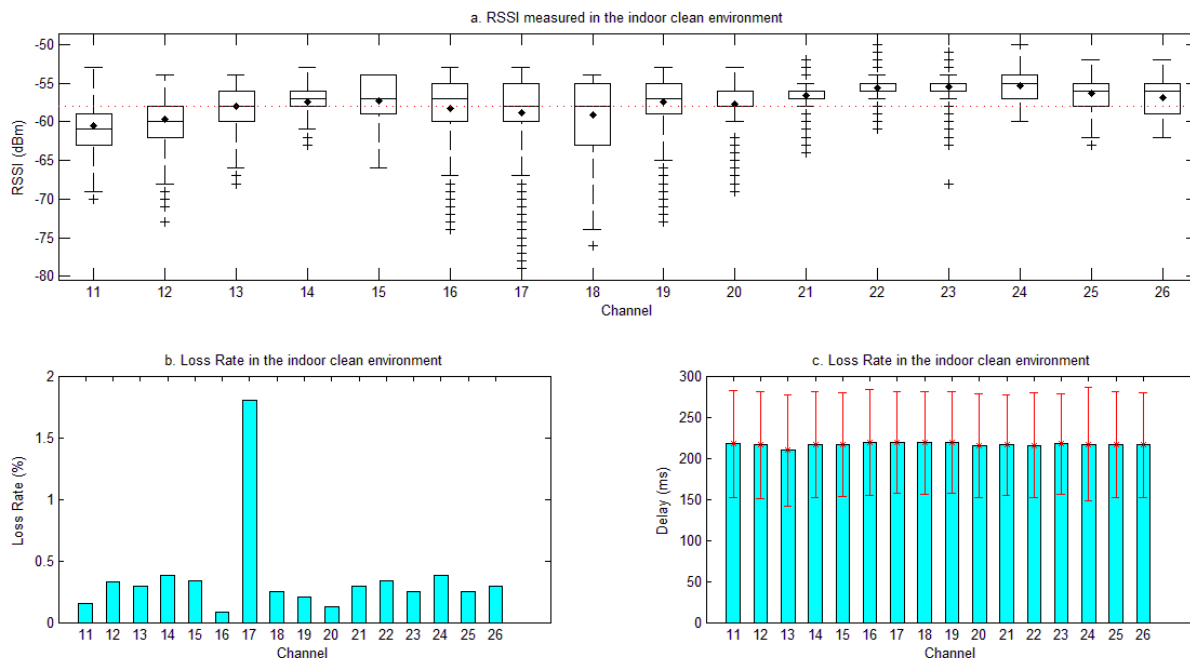 a. RSSI measured in the indoor clean environment
RSSI (dBm)
-50
-55
-60
-65
-70
-75
-80
11 12 13 14 15 16 17 18 19 20 21 22 23 24 25 26
Channel
b. Loss Rate in the indoor clean environment
Loss Rate (%)
2
1.5
1
0.5
0
11 12 13 14 15 16 17 18 19 20 21 22 23 24 25 26
Channel
c. Loss Rate in the indoor clean environment
Delay (ms)
300
250
200
150
100
50
0
11 12 13 14 15 16 17 18 19 20 21 22 23 24 25 26
Channel